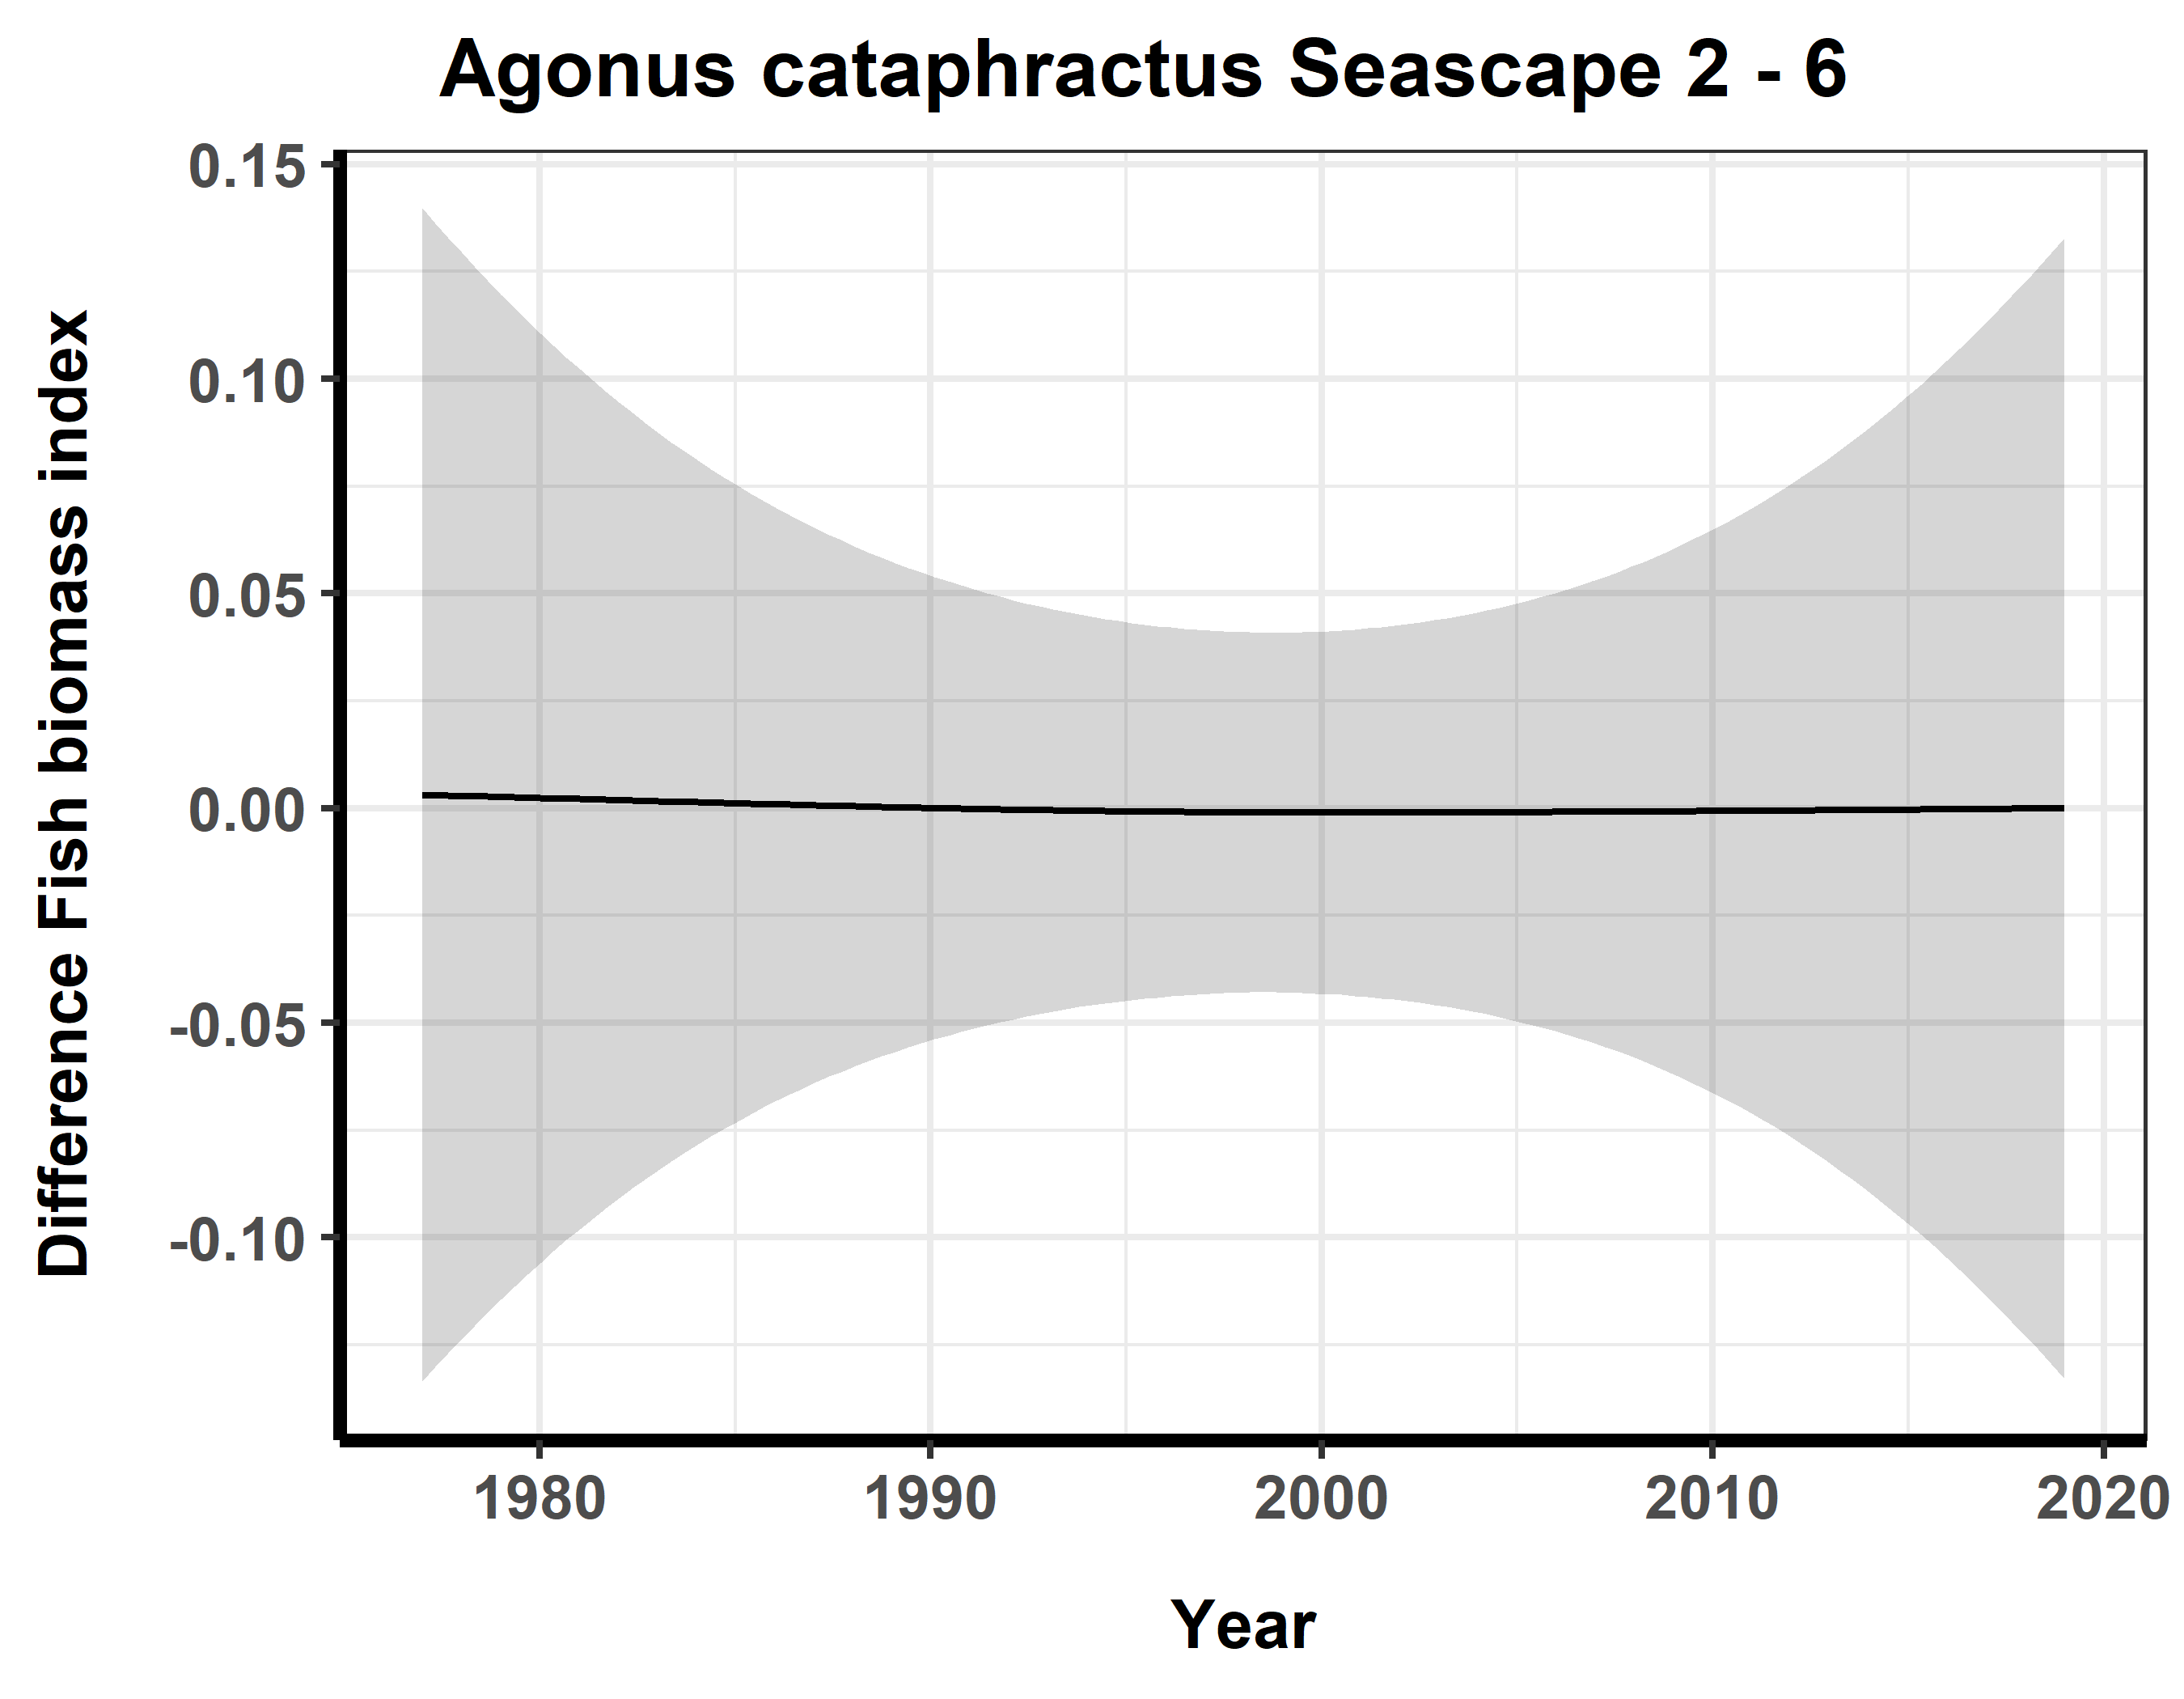 Agonus cataphractus Seascape 2 - 6
Difference Fish biomass index
0.15
0.10
0.05
0.00
-0.05
-0.10
1980 1990 2000 2010 2020
Year